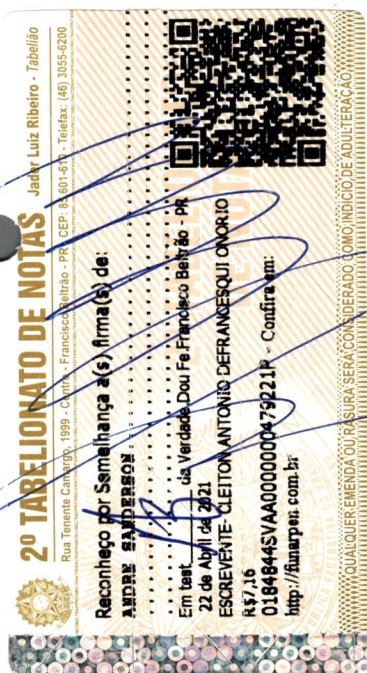 2º TABELIONATO DE NOTAS Jader Luiz Ribeiro - Tabelião
Rua Tenente Camargo, 1999 - Centro - Francisco Beltrão - PR - CEP: 85.601-610 - Telefax: (46) 3055-6200
Reconheço por Semelhança a(s) firma(s) de:
ANDRE SANDERSON
Em test da Verdade.Dou Fe.Francisco Beltrão - PR
22 de Abril de 2021
ESCREVENTE- CLEITON ANTONIO DEFRANCESQUI ONORIO
R$7,16
0184844SVAA0000000479221P - Confira em:
http://funarpen.com.br
QUALQUER EMENDA OU RASURA SERÁ CONSIDERADO COMO INDÍCIO DE ADULTERAÇÃO